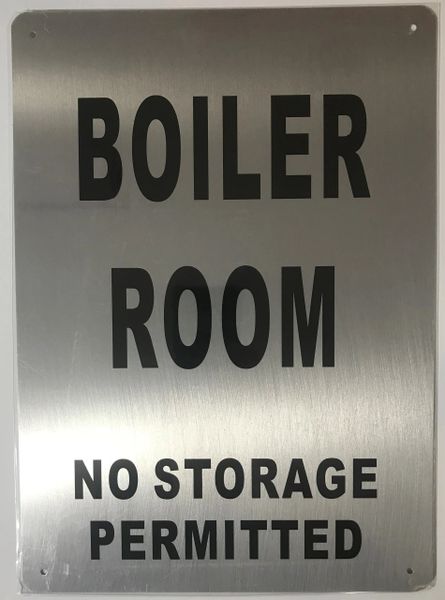 BOILER
ROOM
NO STORAGE
PERMITTED